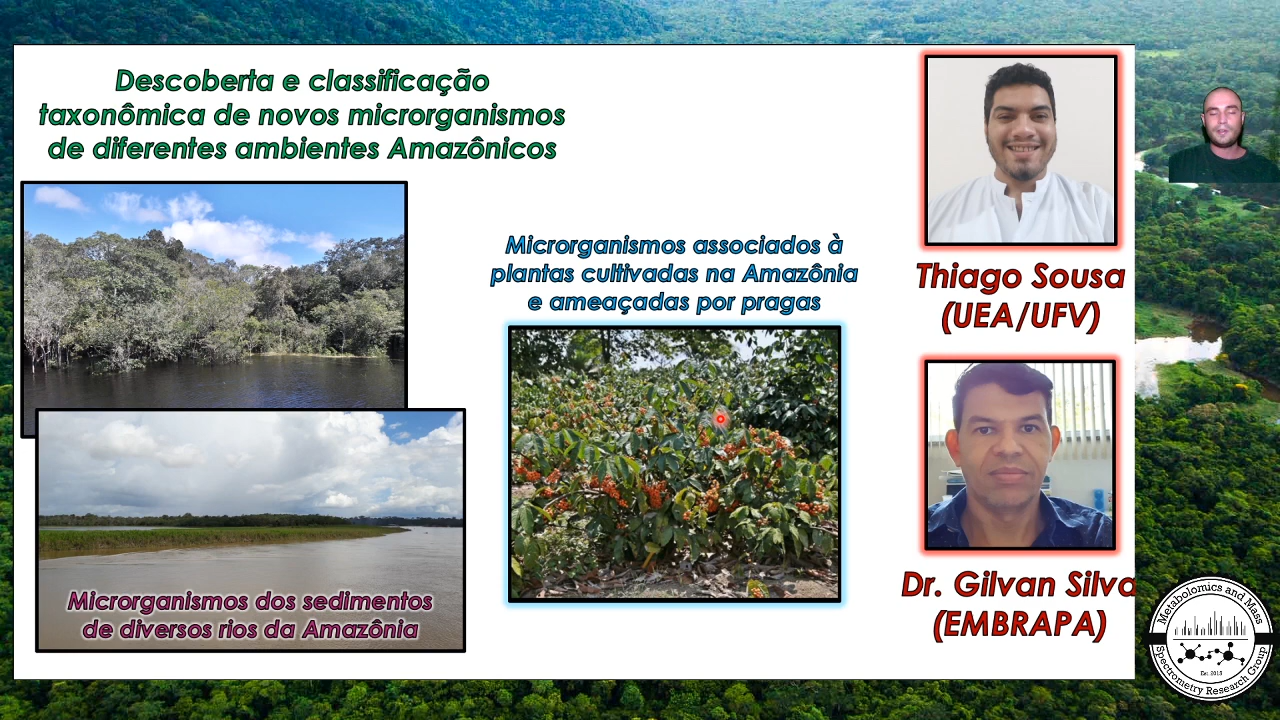 Descoberta e classificação
taxonômica de novos microrganismos
de diferentes ambientes Amazônicos
Microrganismos dos sedimentos
de diversos rios da Amazônia
Microrganismos associados à
plantas cultivadas na Amazônia
e ameaçadas por pragas
Thiago Sousa
(UEA/UFV)
Dr. Gilvan Silva
(EMBRAPA)
Metabolomics and Mass
Spectrometry Research Group
Est. 2015